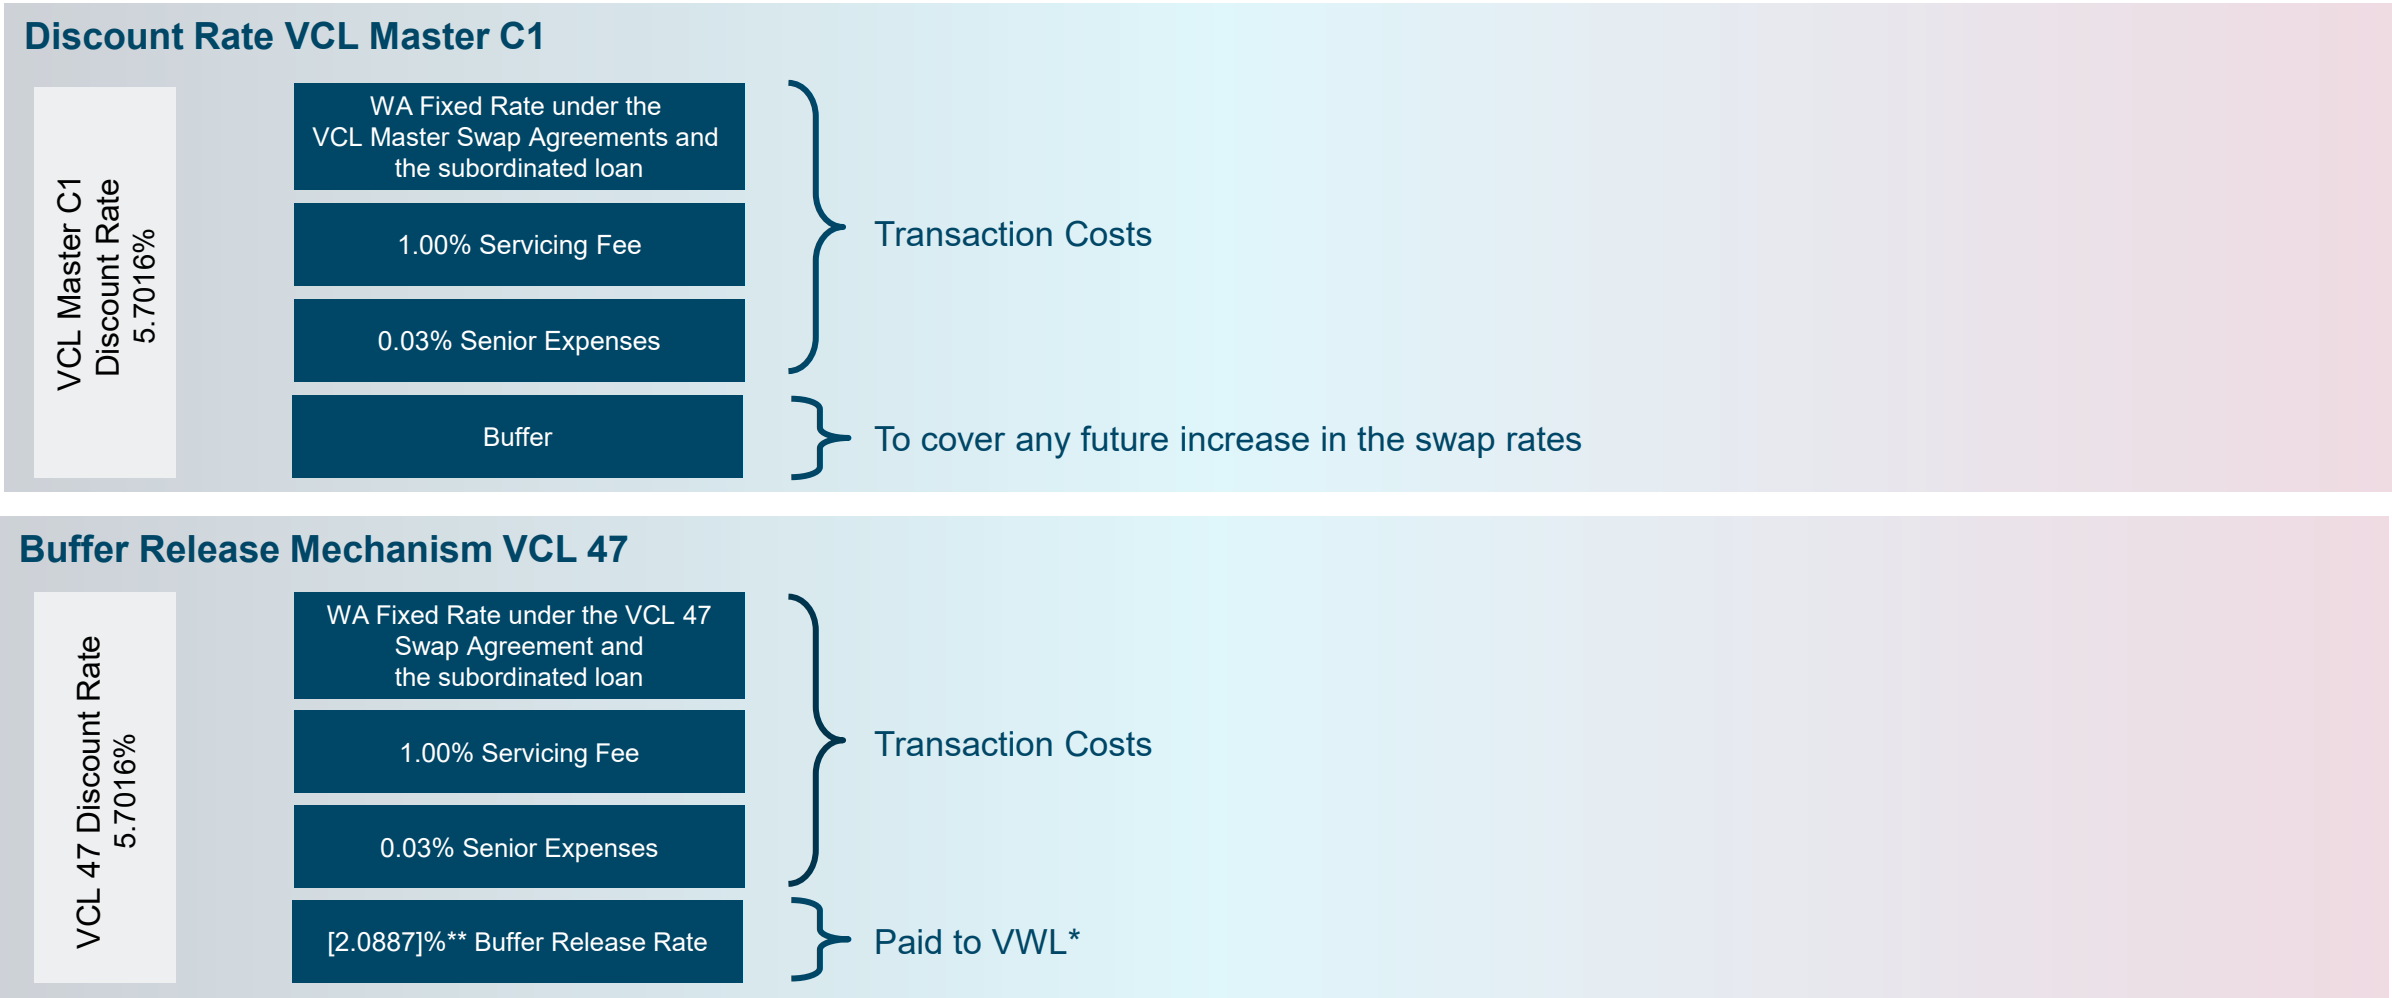 Discount Rate VCL Master C1
VCL Master C1
Discount Rate
5.7016%
WA Fixed Rate under the
VCL Master Swap Agreements and
the subordinated loan
1.00% Servicing Fee
0.03% Senior Expenses
Transaction Costs
Buffer
To cover any future increase in the swap rates
Buffer Release Mechanism VCL 47
VCL 47 Discount Rate
5.7016%
WA Fixed Rate under the VCL 47
Swap Agreement and
the subordinated loan
1.00% Servicing Fee
0.03% Senior Expenses
Transaction Costs
[2.0887]%** Buffer Release Rate
Paid to VWL*